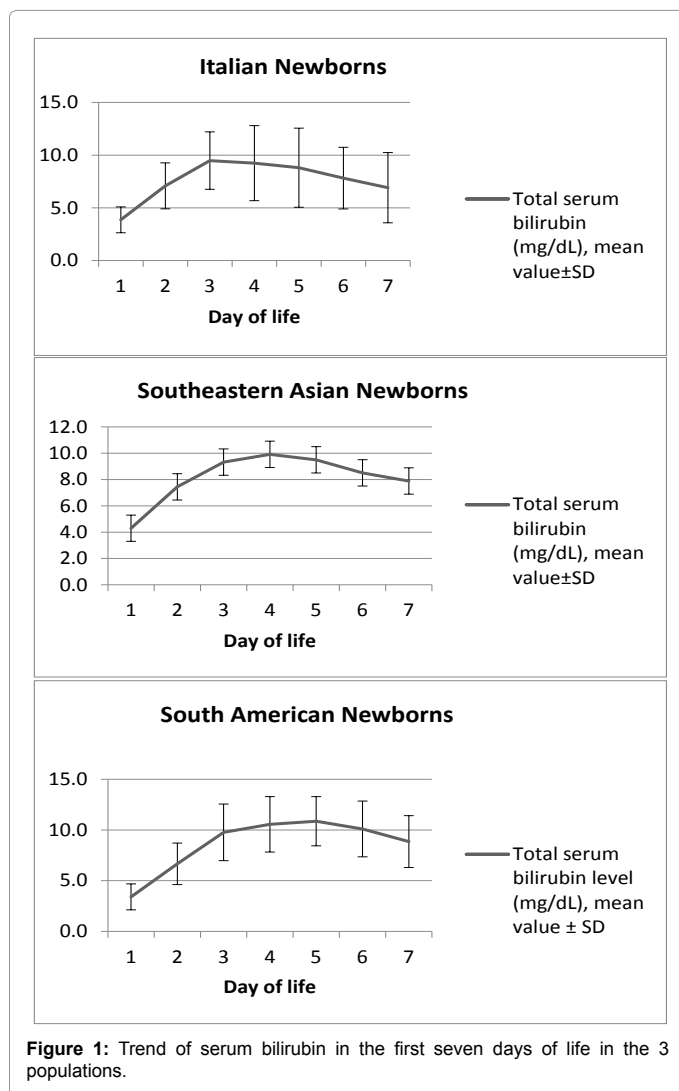 Italian Newborns
15.0
10.0
5.0
0.0
1 2 3 4 5 6 7
Day of life
Total serum
bilirubin
(mg/dL), mean
value±SD
Southeastern Asian Newborns
12.0
10.0
8.0
6.0
4.0
2.0
0.0
1 2 3 4 5 6 7
Day of life
Total serum
bilirubin
(mg/dL), mean
value±SD
South American Newborns
15.0
10.0
5.0
0.0
1 2 3 4 5 6 7
Day of life
Total serum
bilirubin level
(mg/dL), mean
value ± SD
Figure 1: Trend of serum bilirubin in the first seven days of life in the 3
populations.